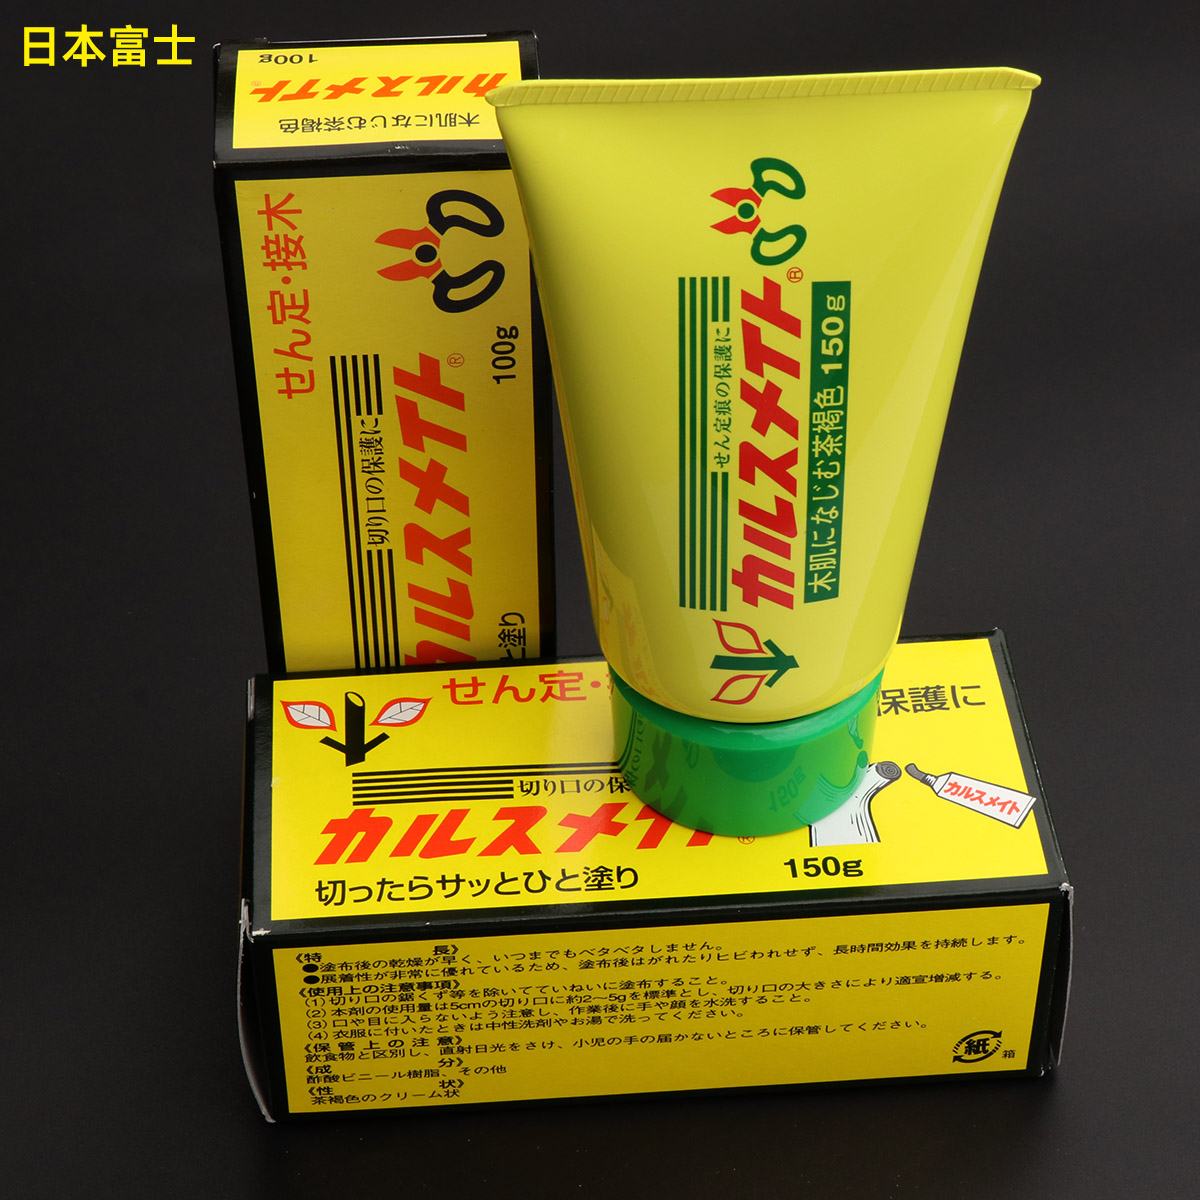 日本富士
100g
カルスメイト®
木肌になじむ茶褐色
せん定・接木
切り口の保護に
カルスメイト®
100g
と塗り
せん定痕の保護に
カルスメイト®
木肌になじむ茶褐色 150g
せん定・
保護に
切り口の保
カルスメイト®
切ったらサッとひと塗り
150g
カルスメイト
《特 長》
●塗布後の乾燥が早く、いつまでもベタベタしません。
●展着性が非常に優れているため、塗布後はがれたりヒビわれせず、長時間効果を持続します。
《使用上の注意事項》
(1) 切り口の鋸くず等を除いてていねいに塗布すること。
(2) 本剤の使用量は5cmの切り口に約2〜5gを標準とし、切り口の大きさにより適宣増減する。
(3) 口や目に入らないよう注意し、作業後に手や顔を水洗すること。
(4) 衣服に付いたときは中性洗剤やお湯で洗ってください。
《保管上の注意》
飲食物と区別し、直射日光をさけ、小児の手の届かないところに保管してください。
《成 分》
酢酸ビニール樹脂、その他
《性 状》
茶褐色のクリーム状
紙
箱